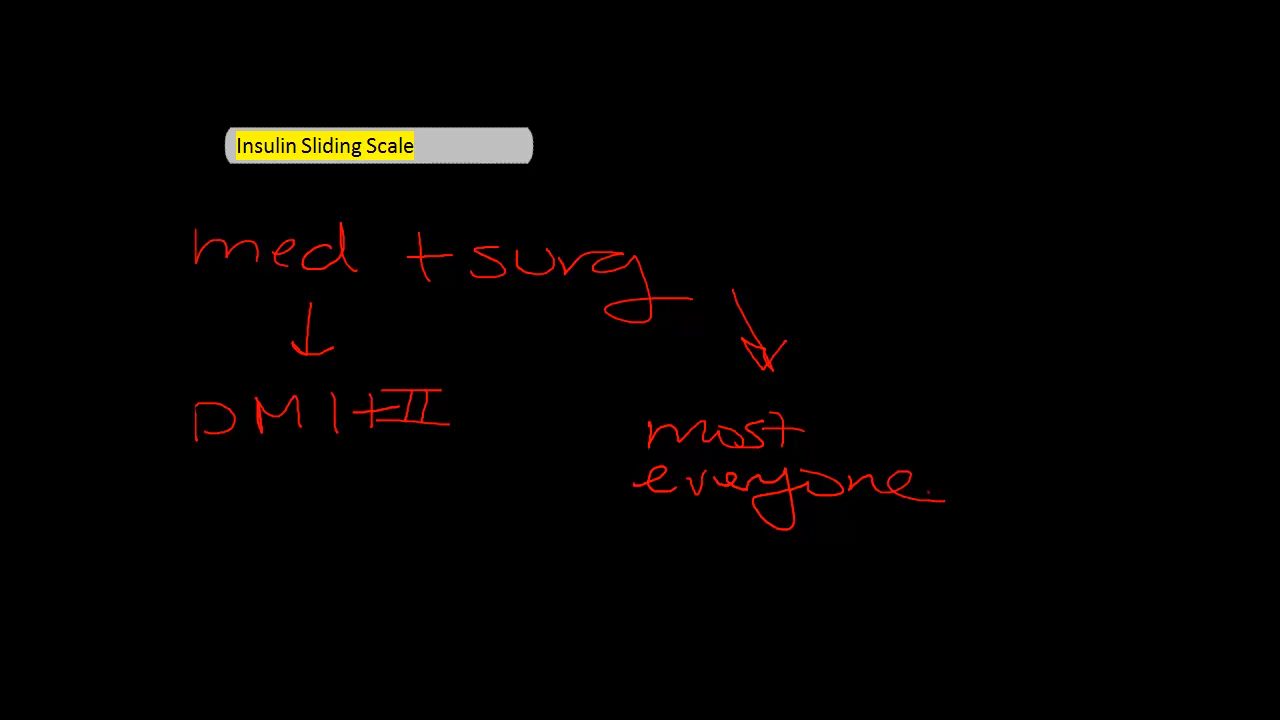 Insulin Sliding Scale
med + surg
DM I + II
most
everyone.